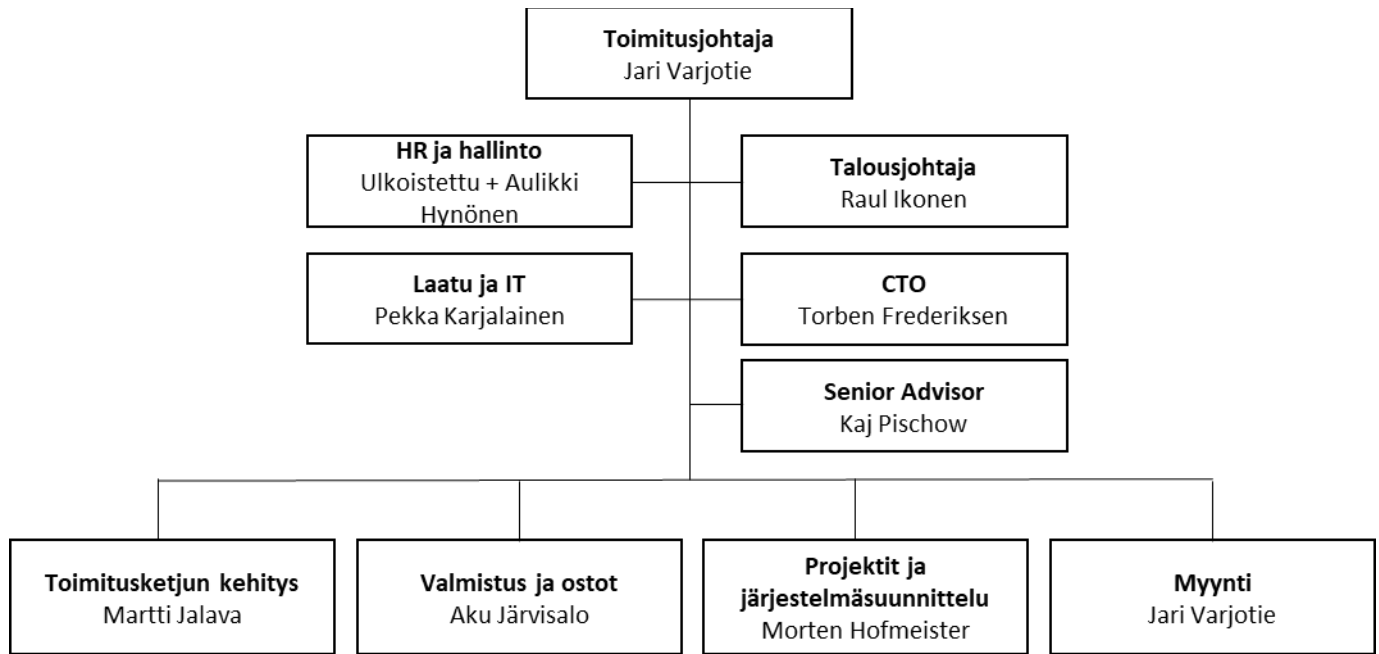 Toimitusjohtaja
Jari Varjotie
HR ja hallinto
Ulkoistettu + Aulikki
Hynönen
Talousjohtaja
Raul Ikonen
Laatu ja IT
Pekka Karjalainen
CTO
Torben Frederiksen
Senior Advisor
Kaj Pischow
Toimitusketjun kehitys
Martti Jalava
Valmistus ja ostot
Aku Järvisalo
Projektit ja
järjestelmäsuunnittelu
Morten Hofmeister
Myynti
Jari Varjotie